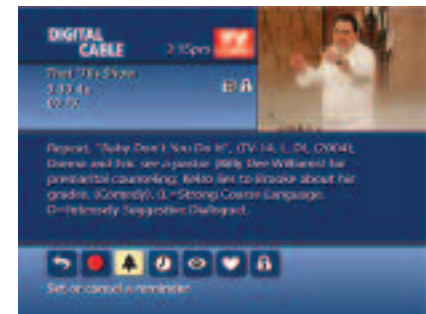 DIGITAL
CABLE
2:15pm
TV
That '70s Show
Repeat, "Baby Don't You Do It", (TV-14, L, D), (2004),
Donna and Eric see a pastor (Billy Dee Williams) for
premarital counseling; Kelso lies to Brooke about his
grades. (Comedy). (L=Strong Coarse Language,
D=Intensely Suggestive Dialogue).
Set or cancel a reminder